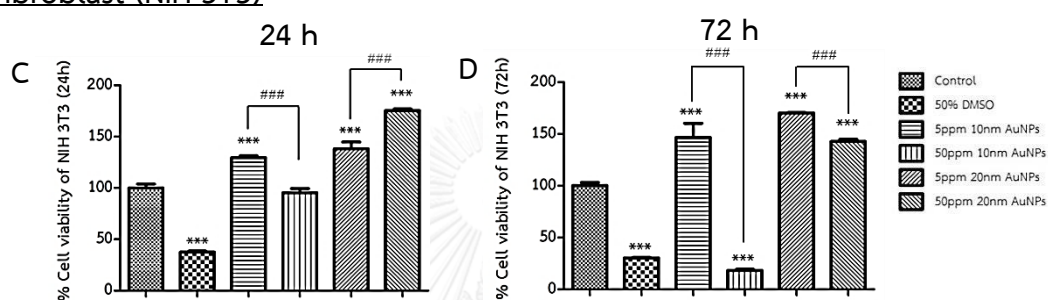 fibroblast (NIH 3T3)
24 h
72 h
C
D
% Cell viability of NIH 3T3 (24h)
200
150
100
50
0
***
***
###
***
###
***
% Cell viability of NIH 3T3 (72h)
200
150
100
50
0
***
***
###
***
***
###
***
Control
50% DMSO
5ppm 10nm AuNPs
50ppm 10nm AuNPs
5ppm 20nm AuNPs
50ppm 20nm AuNPs